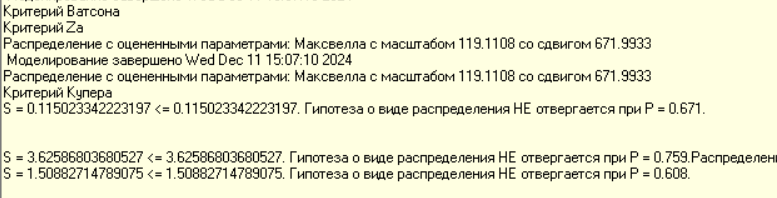 Критерий Ватсона
Критерий Za
Распределение с оцененными параметрами: Максвелла с масштабом 119.1108 со сдвигом 671.9933
Моделирование завершено Wed Dec 11 15:07:10 2024
Распределение с оцененными параметрами: Максвелла с масштабом 119.1108 со сдвигом 671.9933
Критерий Купера
S = 0.115023342223197 <= 0.115023342223197. Гипотеза о виде распределения НЕ отвергается при P = 0.671.
S = 3.62586803680527 <= 3.62586803680527. Гипотеза о виде распределения НЕ отвергается при P = 0.759.Распределен
S = 1.50882714789075 <= 1.50882714789075. Гипотеза о виде распределения НЕ отвергается при P = 0.608.